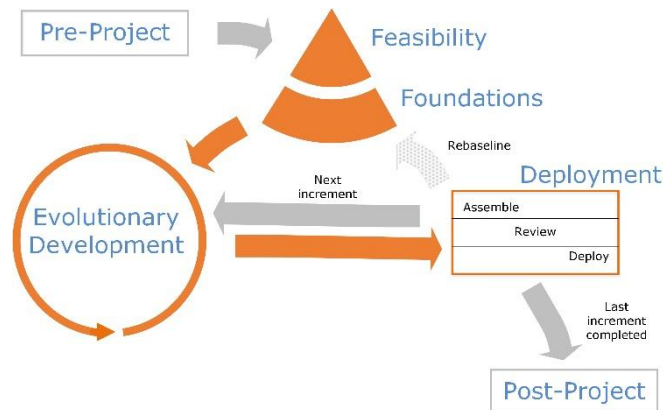 Pre-Project
Feasibility
Foundations
Rebaseline
Deployment
Next
increment
Assemble
Review
Deploy
Evolutionary
Development
Last
increment
completed
Post-Project